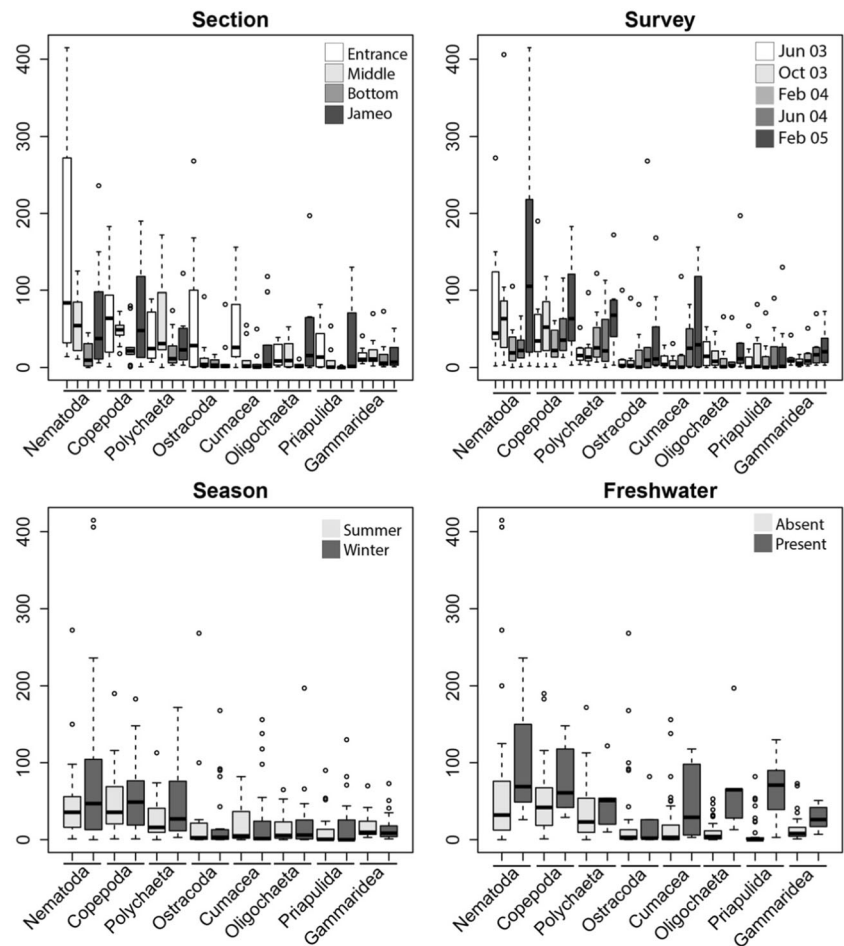 Section
400
300
200
100
0
Entrance
Middle
Bottom
Jameo
Nematoda
Copepoda
Polychaeta
Ostracoda
Cumacea
Oligochaeta
Priapulida
Gammaridea
Survey
400
300
200
100
0
Jun 03
Oct 03
Feb 04
Jun 04
Feb 05
Nematoda
Copepoda
Polychaeta
Ostracoda
Cumacea
Oligochaeta
Priapulida
Gammaridea
Season
400
300
200
100
0
Summer
Winter
Nematoda
Copepoda
Polychaeta
Ostracoda
Cumacea
Oligochaeta
Priapulida
Gammaridea
Freshwater
400
300
200
100
0
Absent
Present
Nematoda
Copepoda
Polychaeta
Ostracoda
Cumacea
Oligochaeta
Priapulida
Gammaridea